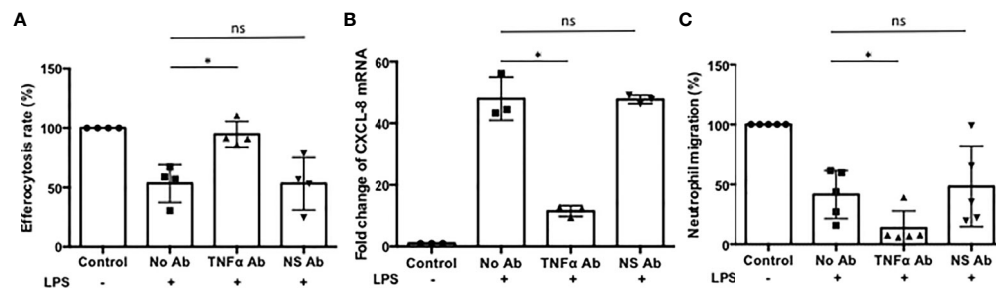 A
ns
*
Efferocytosis rate (%)
150
100
50
0
Control No Ab TNFα Ab NS Ab
LPS - + + +
B
ns
*
Fold change of CXCL-8 mRNA
60
40
20
0
Control No Ab TNFα Ab NS Ab
LPS - + + +
C
ns
*
Neutrophil migration (%)
150
100
50
0
Control No Ab TNFα Ab NS Ab
LPS - + + +